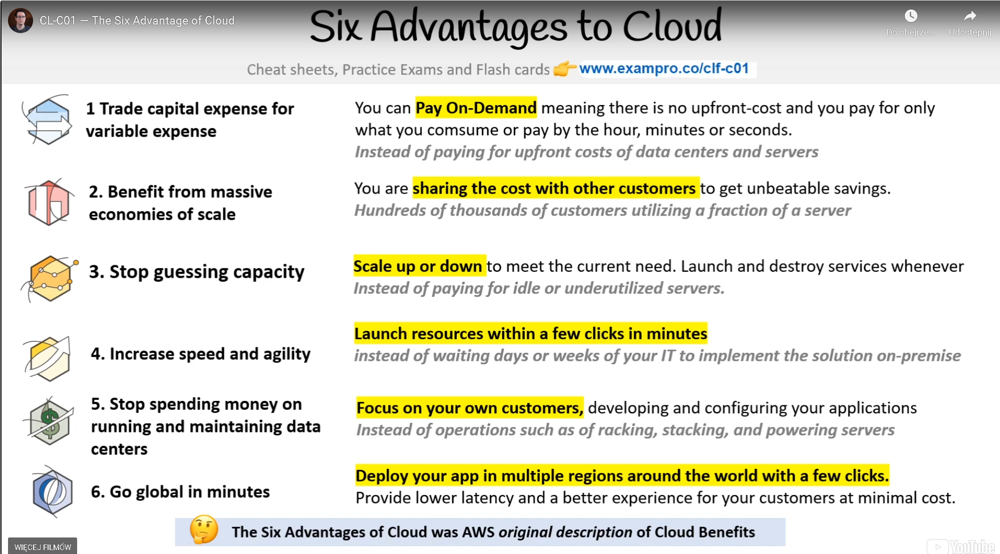 CL-C01 — The Six Advantage of Cloud
Six Advantages to Cloud
Do obejrze...
Udostępnij
Cheat sheets, Practice Exams and Flash cards 👉 www.exampro.co/clf-c01
1 Trade capital expense for
variable expense
You can Pay On-Demand meaning there is no upfront-cost and you pay for only
what you comsume or pay by the hour, minutes or seconds.
Instead of paying for upfront costs of data centers and servers
2. Benefit from massive
economies of scale
You are sharing the cost with other customers to get unbeatable savings.
Hundreds of thousands of customers utilizing a fraction of a server
3. Stop guessing capacity
Scale up or down to meet the current need. Launch and destroy services whenever
Instead of paying for idle or underutilized servers.
4. Increase speed and agility
Launch resources within a few clicks in minutes
instead of waiting days or weeks of your IT to implement the solution on-premise
5. Stop spending money on
running and maintaining data
centers
Focus on your own customers, developing and configuring your applications
Instead of operations such as of racking, stacking, and powering servers
6. Go global in minutes
Deploy your app in multiple regions around the world with a few clicks.
Provide lower latency and a better experience for your customers at minimal cost.
🤔 The Six Advantages of Cloud was AWS original description of Cloud Benefits
WIĘCEJ FILMÓW
YouTube